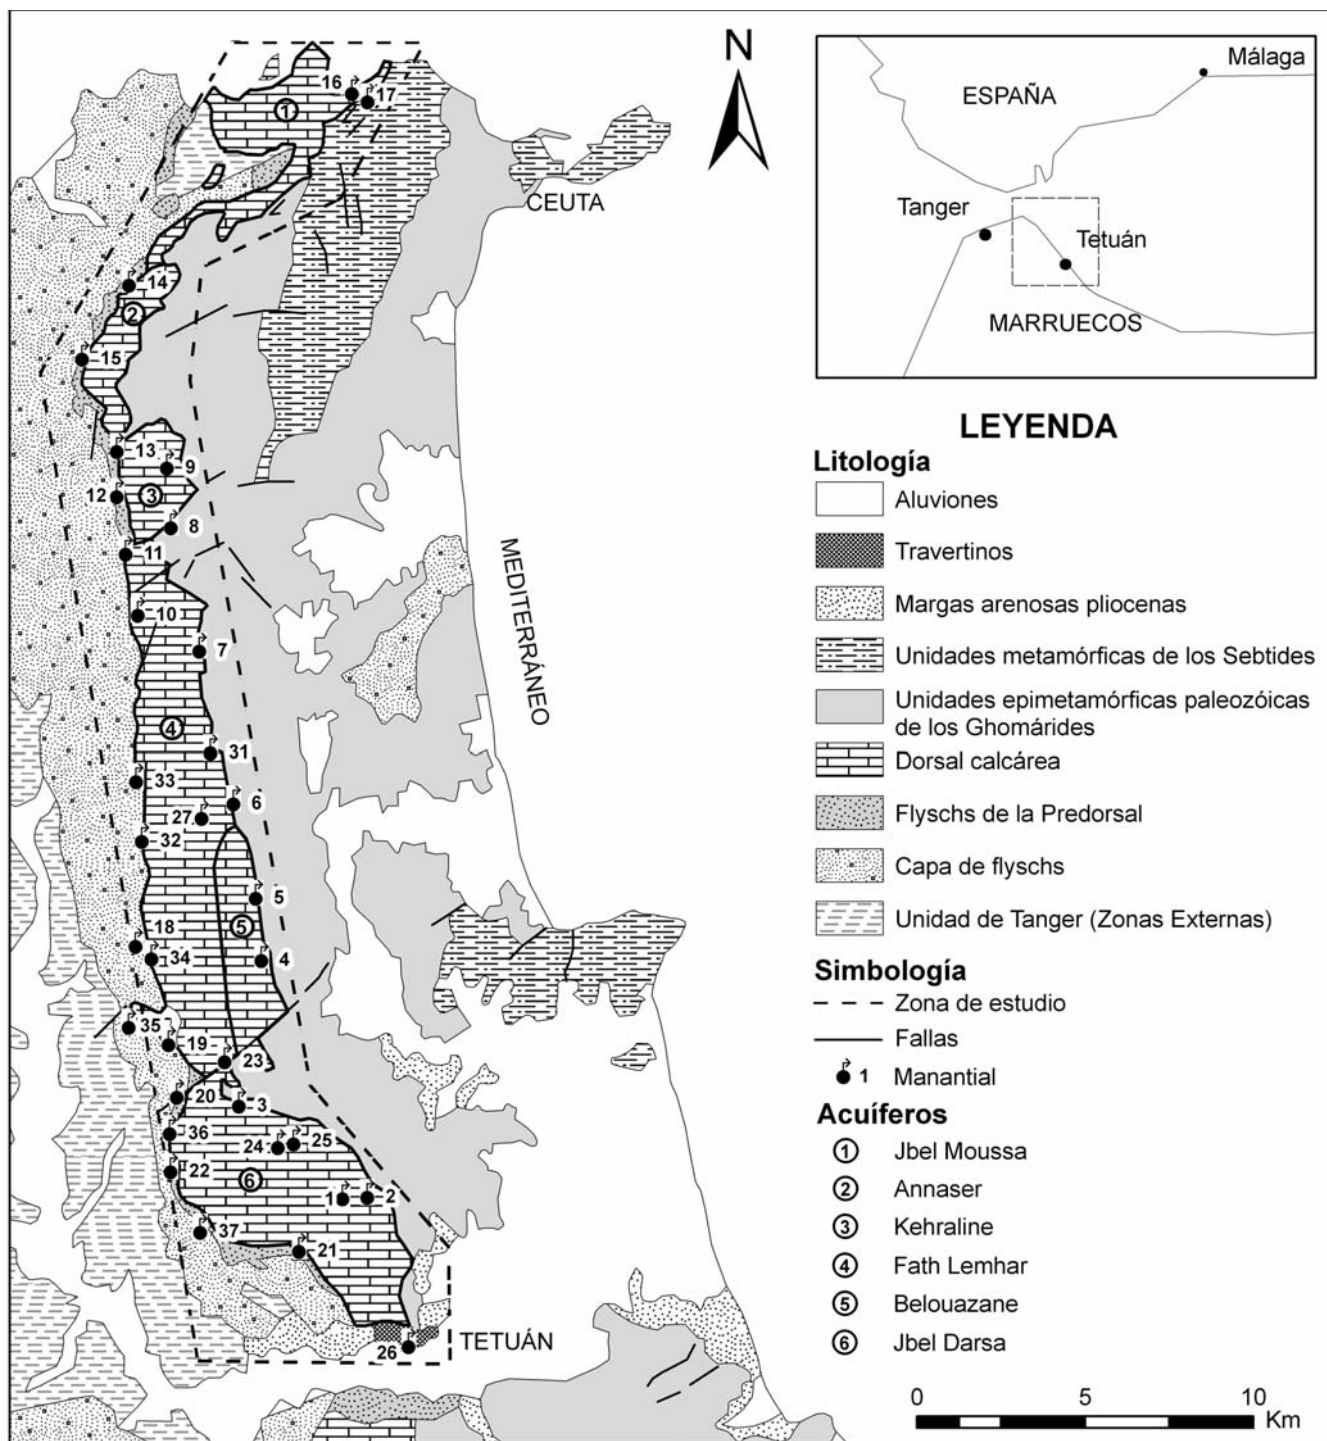 N
16
17
1
CEUTA
14
2
15
13
9
12
3
8
11
10
7
MEDITERRÁNEO
4
31
33
6
27
32
5
5
18
34
4
35
19
23
20
3
36
24
25
22
6
1
2
37
21
26
TETUÁN
Málaga
ESPAÑA
Tanger
Tetuán
MARRUECOS
LEYENDA
Litología
Aluviones
Travertinos
Margas arenosas pliocenas
Unidades metamórficas de los Sebtides
Unidades epimetamórficas paleozóicas
de los Ghomárides
Dorsal calcárea
Flyschs de la Predorsal
Capa de flyschs
Unidad de Tanger (Zonas Externas)
Simbología
Zona de estudio
Fallas
1 Manantial
Acuíferos
1 Jbel Moussa
2 Annaser
3 Kehraline
4 Fath Lemhar
5 Belouazane
6 Jbel Darsa
0 5 10
Km